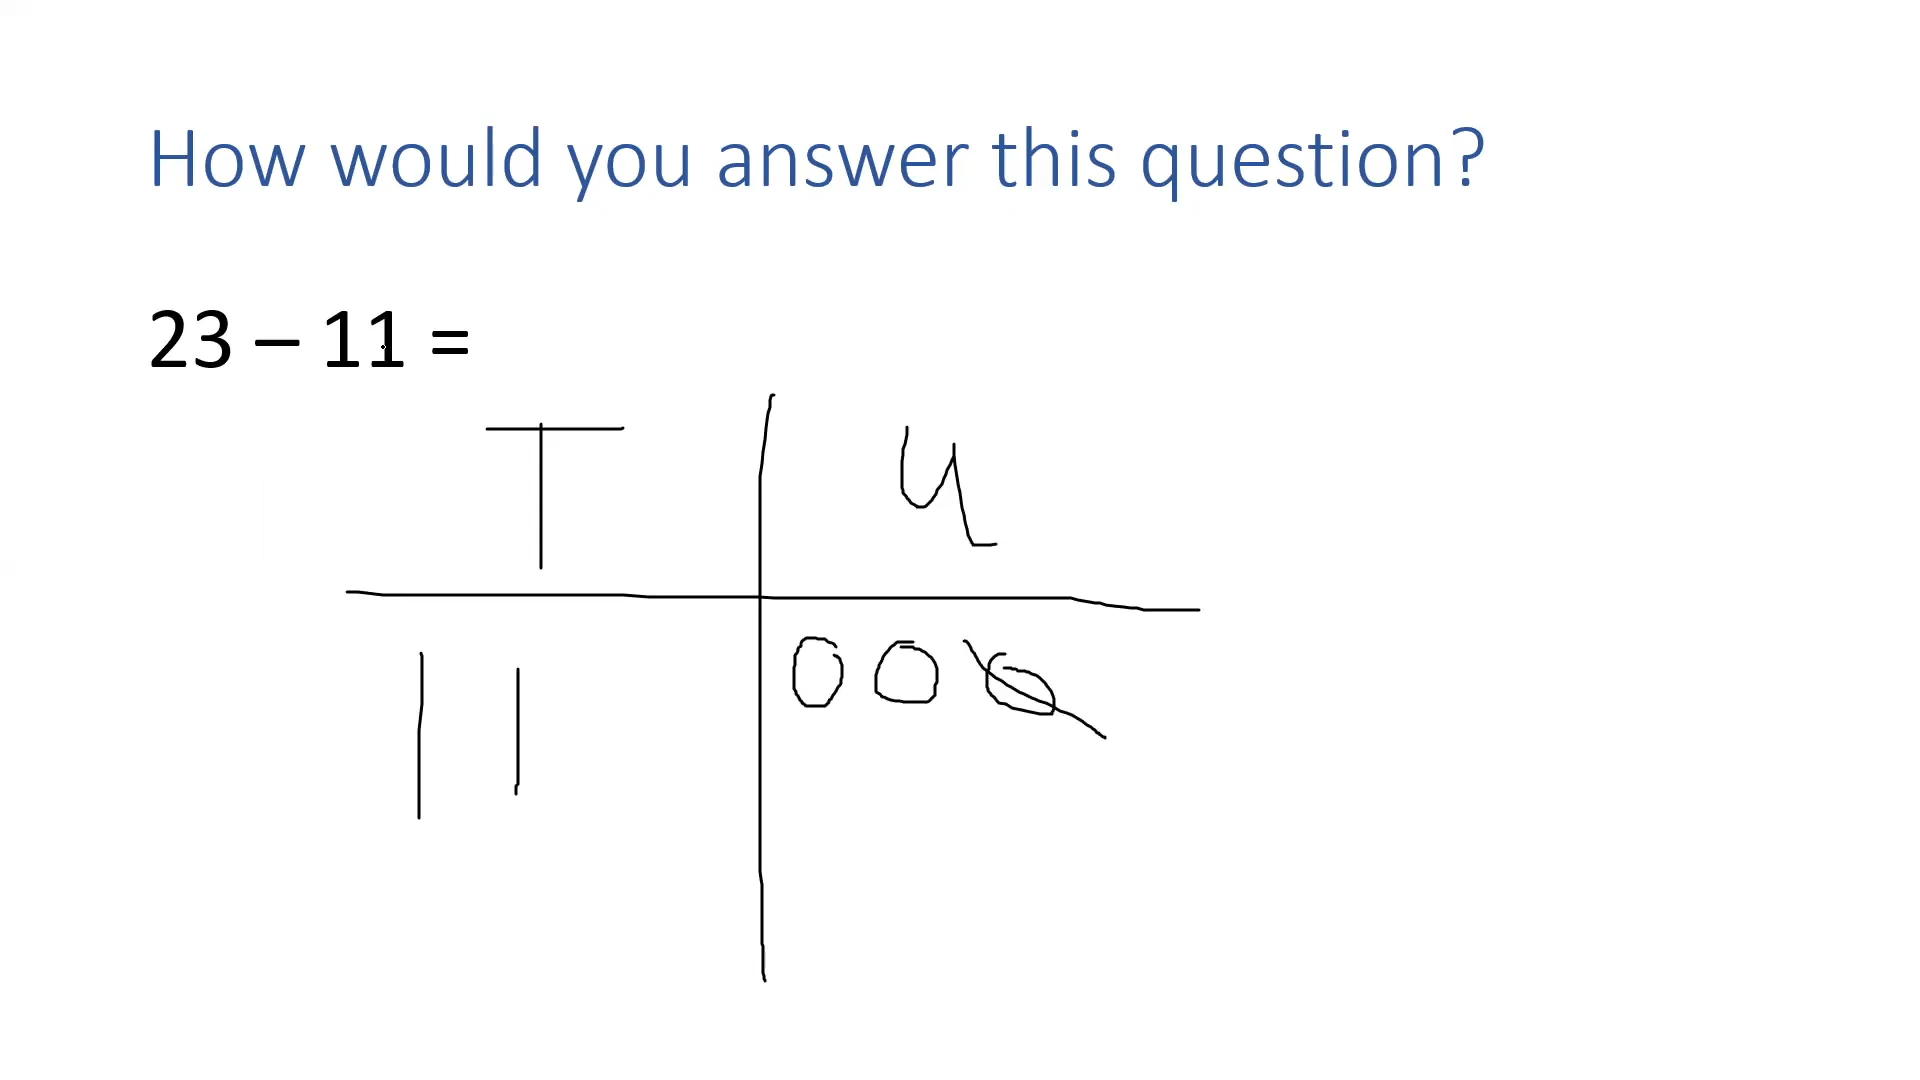 How would you answer this question?
23 – 11 =
T U